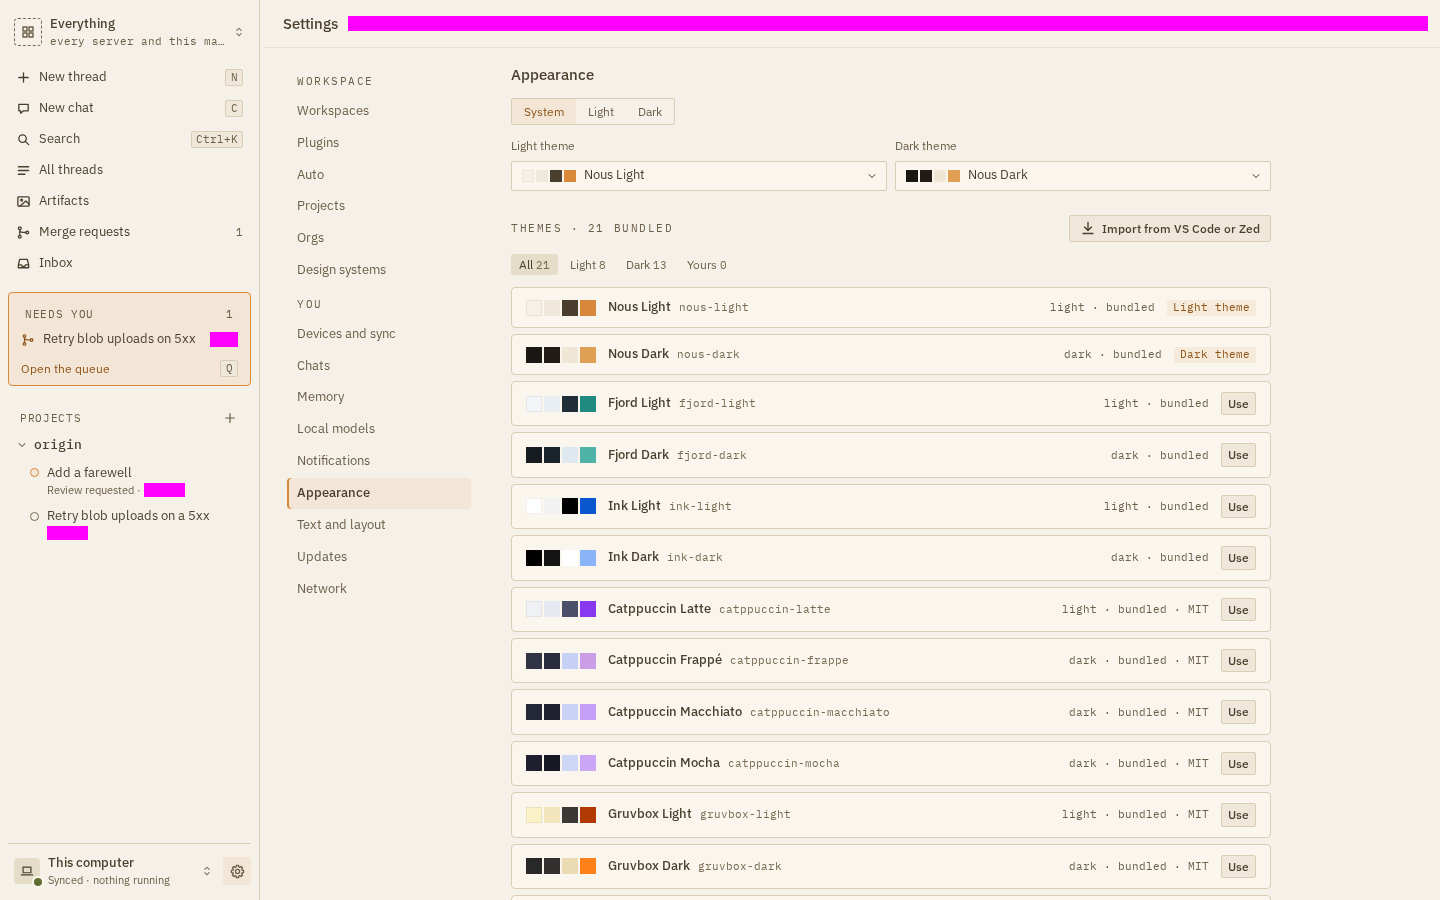 Everything
every server and this ma…
New thread N
New chat C
Search Ctrl+K
All threads
Artifacts
Merge requests 1
Inbox
NEEDS YOU 1
Retry blob uploads on 5xx
Open the queue Q
PROJECTS
origin
Add a farewell
Review requested ·
Retry blob uploads on a 5xx
This computer
Synced · nothing running
Settings
WORKSPACE
Workspaces
Plugins
Auto
Projects
Orgs
Design systems
YOU
Devices and sync
Chats
Memory
Local models
Notifications
Appearance
Text and layout
Updates
Network
Appearance
System Light Dark
Light theme Dark theme
Nous Light Nous Dark
THEMES · 21 BUNDLED Import from VS Code or Zed
All 21 Light 8 Dark 13 Yours 0
Nous Light nous-light light · bundled Light theme
Nous Dark nous-dark dark · bundled Dark theme
Fjord Light fjord-light light · bundled Use
Fjord Dark fjord-dark dark · bundled Use
Ink Light ink-light light · bundled Use
Ink Dark ink-dark dark · bundled Use
Catppuccin Latte catppuccin-latte light · bundled · MIT Use
Catppuccin Frappé catppuccin-frappe dark · bundled · MIT Use
Catppuccin Macchiato catppuccin-macchiato dark · bundled · MIT Use
Catppuccin Mocha catppuccin-mocha dark · bundled · MIT Use
Gruvbox Light gruvbox-light light · bundled · MIT Use
Gruvbox Dark gruvbox-dark dark · bundled · MIT Use